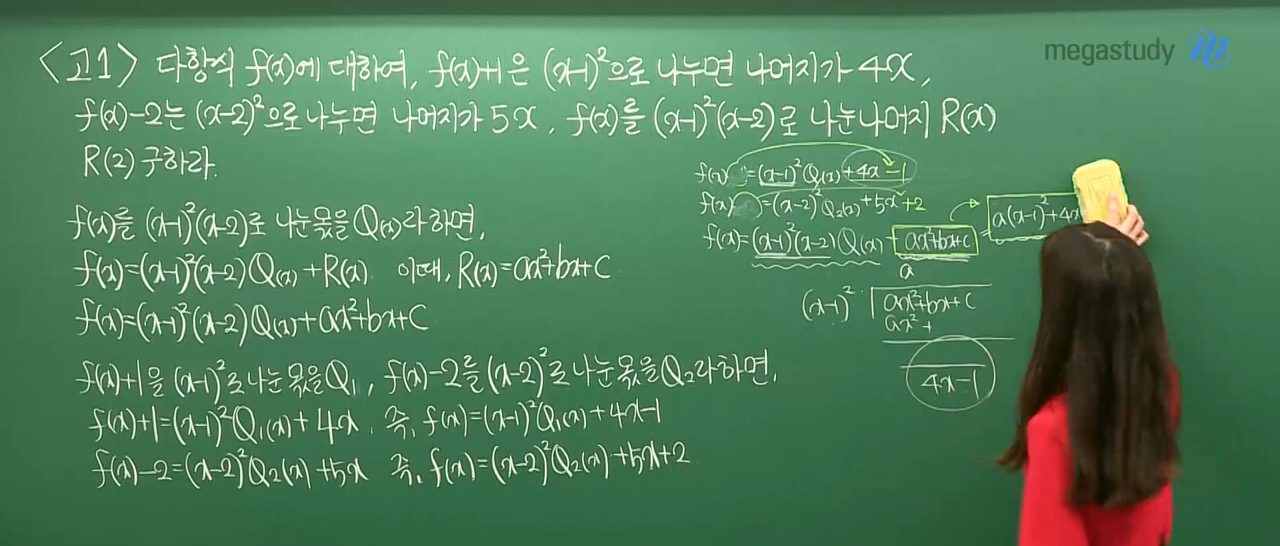 megastudy
<고1> 다항식 f(x)에 대하여, f(x)+1은 (x-1)²으로 나누면 나머지가 4x,
f(x)-2는 (x-2)²으로 나누면 나머지가 5x. f(x)를 (x-1)²(x-2)로 나눈 나머지 R(x)
R(2) 구하라.
f(x)를 (x-1)²(x-2)로 나눈 몫을 Q(x)라 하면,
f(x)=(x-1)²(x-2)Q(x)+R(x). 이때, R(x)=ax²+bx+c
f(x)=(x-1)²(x-2)Q(x)+ax²+bx+c
f(x)+1을 (x-1)²로 나눈 몫을 Q₁, f(x)-2를 (x-2)²로 나눈 몫을 Q₂라 하면,
f(x)+1=(x-1)²Q₁(x)+4x. 즉, f(x)=(x-1)²Q₁(x)+4x-1
f(x)-2=(x-2)²Q₂(x)+5x 즉, f(x)=(x-2)²Q₂(x)+5x+2
f(x)=(x-1)²Q₁(x)+4x-1
f(x)=(x-2)²Q₂(x)+5x+2
f(x)=(x-1)²(x-2)Q(x)+ax²+bx+c=a(x-1)²+4x
a
(x-1)² ax²+bx+c
ax²+
4x-1